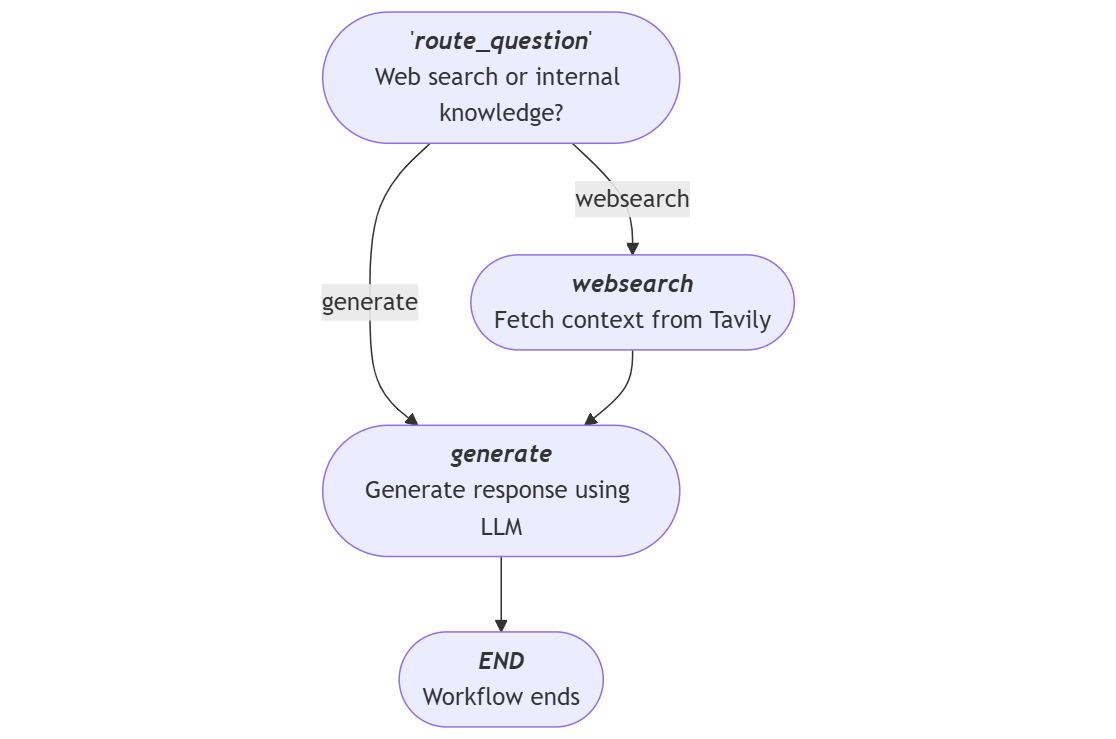 'route_question'
Web search or internal
knowledge?
websearch
websearch
Fetch context from Tavily
generate
generate
Generate response using
LLM
END
Workflow ends